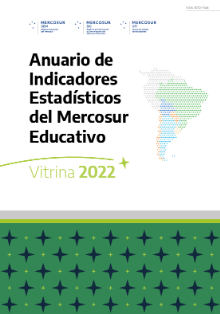 MERCOSUR
MERCOSUR
MERCOSUR
Anuario de
Indicadores
Estadísticos
del Mercosur
Educativo
Vitrina 2022